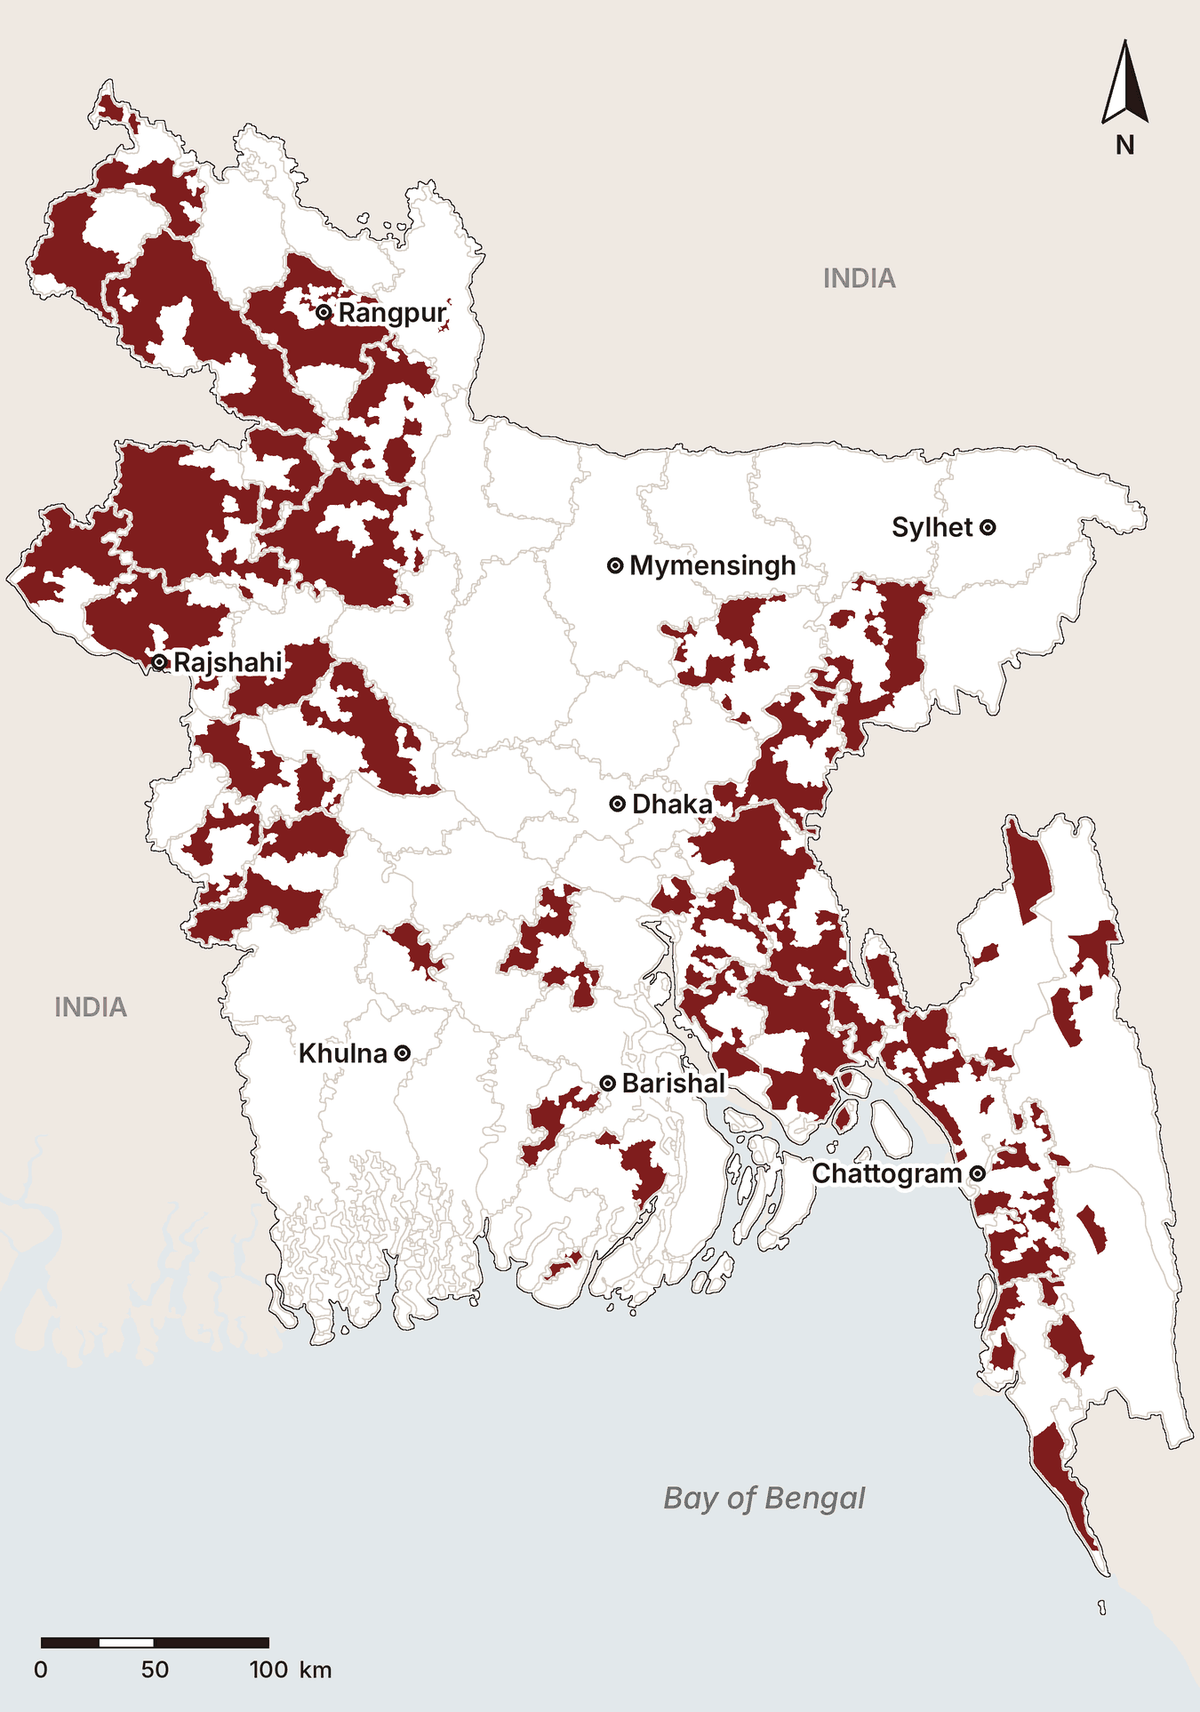 N
INDIA
Rangpur
Sylhet
Mymensingh
Rajshahi
Dhaka
INDIA
Khulna
Barishal
Chattogram
Bay of Bengal
0 50 100 km